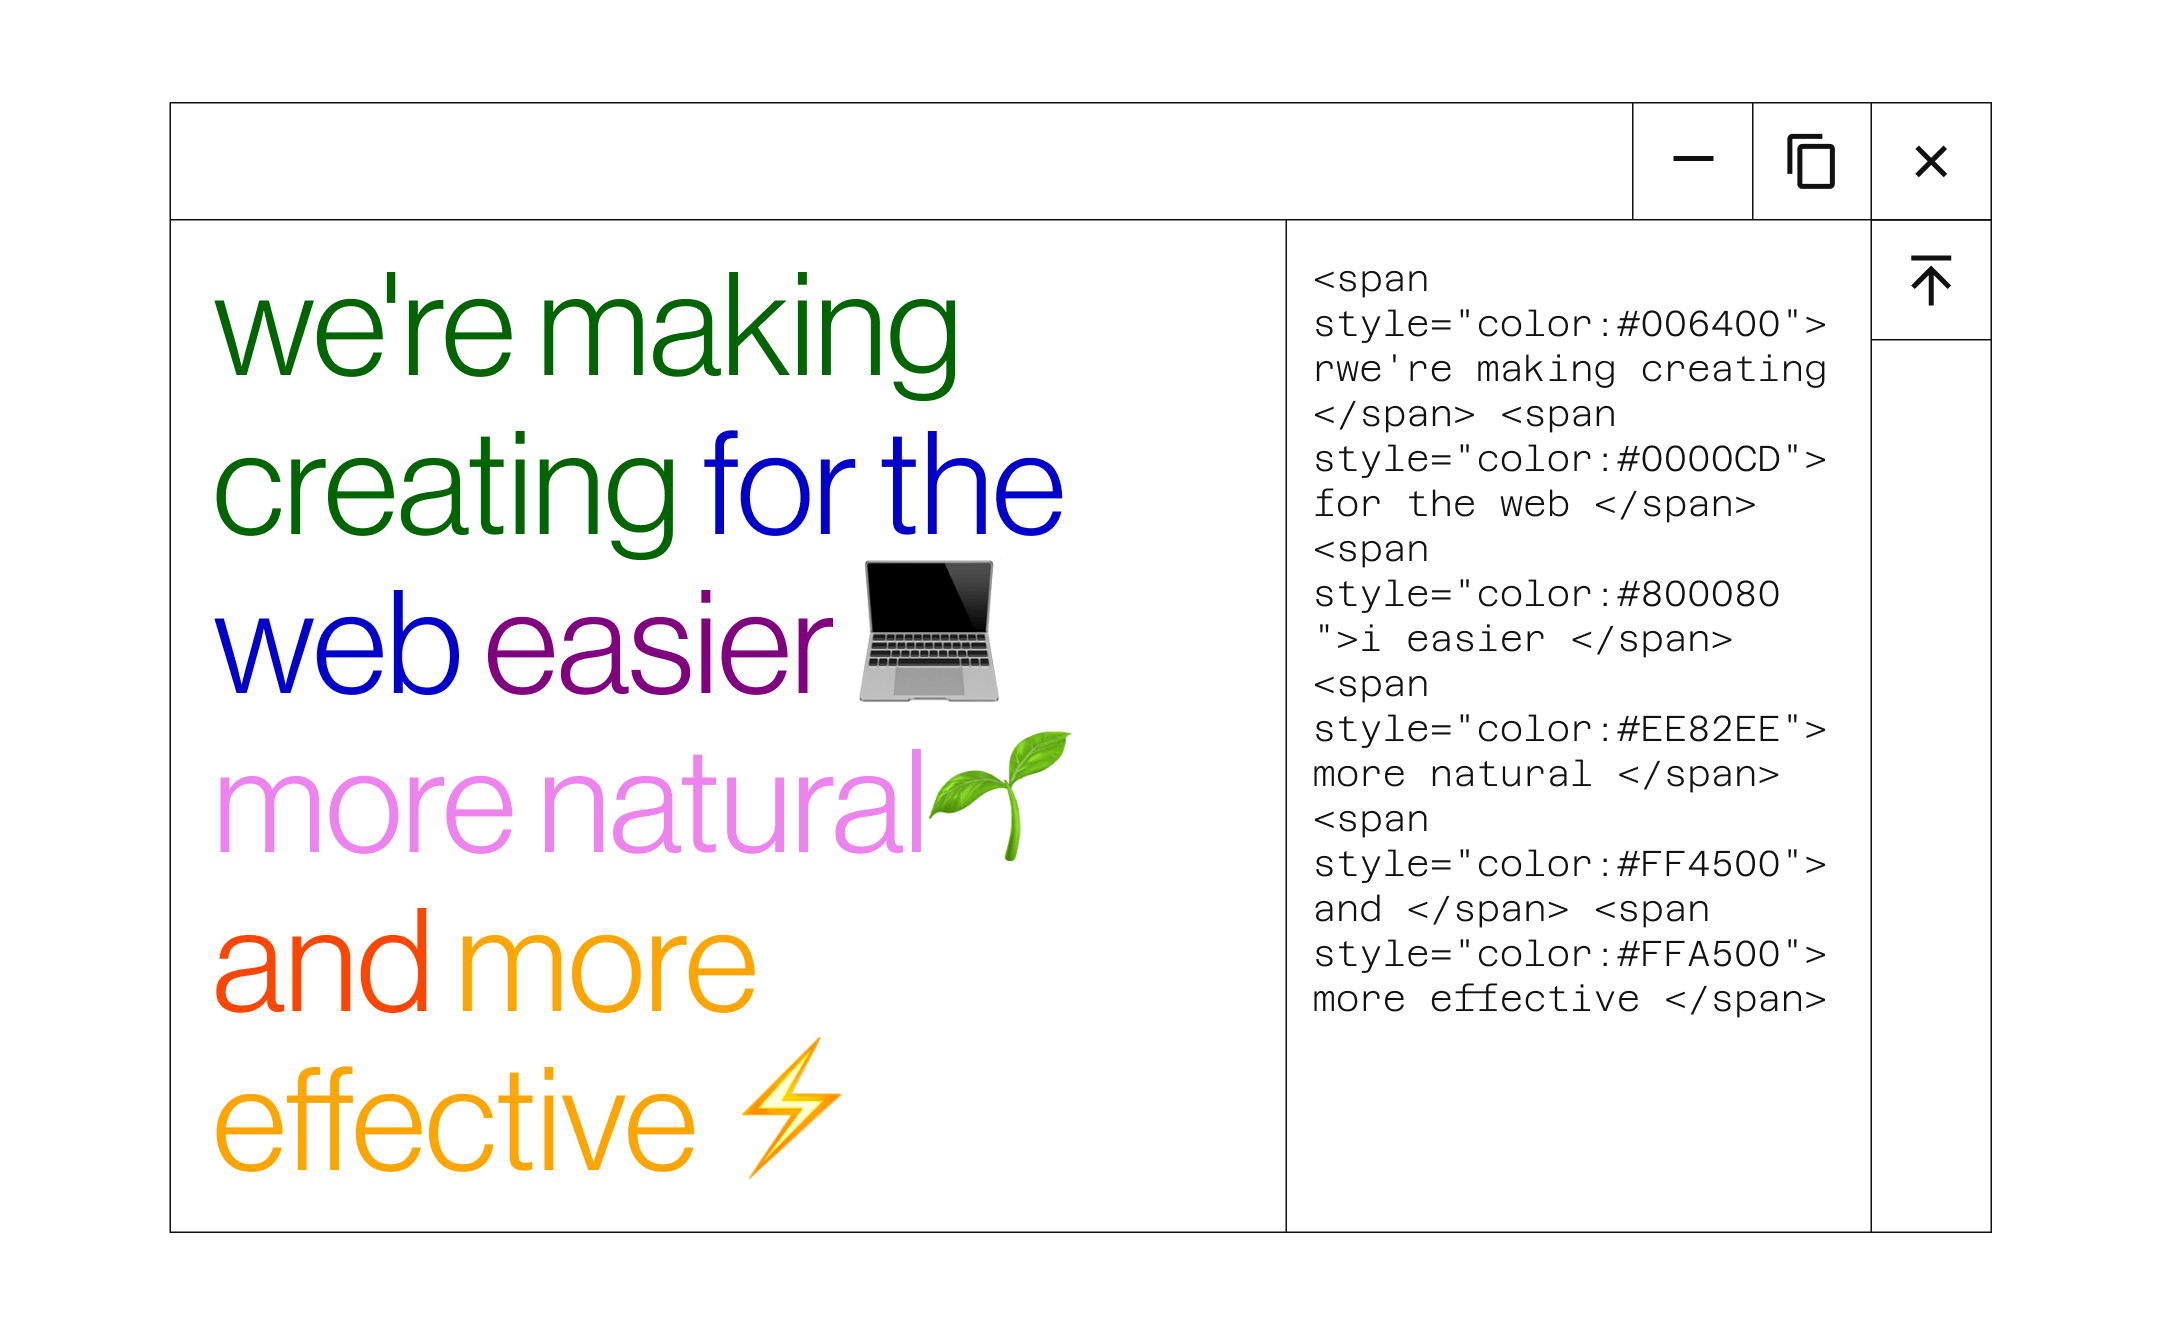 we're making
creating for the
web easier 💻
more natural🌱
and more
effective ⚡
<span
style="color:#006400">
rwe're making creating
</span> <span
style="color:#0000CD">
for the web </span>
<span
style="color:#800080
">i easier </span>
<span
style="color:#EE82EE">
more natural </span>
<span
style="color:#FF4500">
and </span> <span
style="color:#FFA500">
more effective </span>